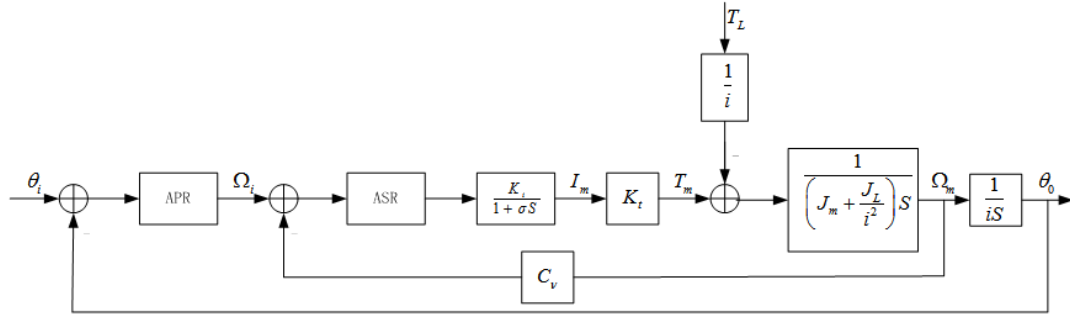 T_L
1/i
θ_i
APR
Ω_i
ASR
K_i/(1 + σS)
I_m
K_t
T_m
1/((J_m + J_L/i²)S)
Ω_m
1/(iS)
θ_0
C_v